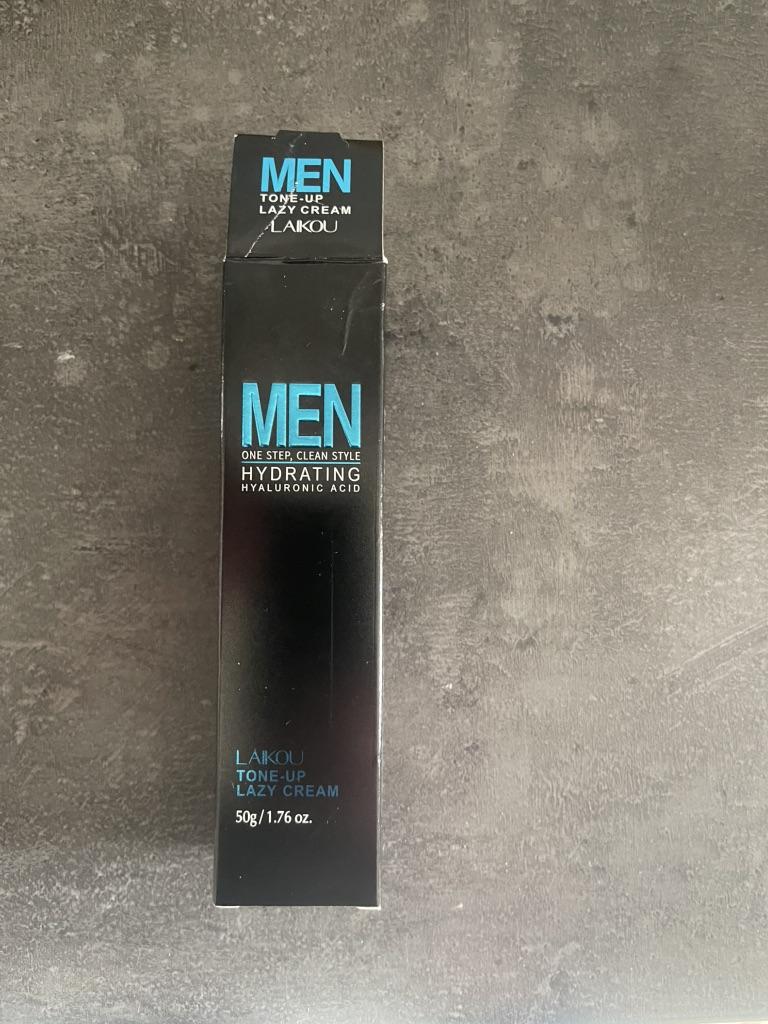 MEN
TONE-UP
LAZY CREAM
LAIKOU
MEN
ONE STEP, CLEAN STYLE
HYDRATING
HYALURONIC ACID
LAIKOU
TONE-UP
LAZY CREAM
50g/1.76 oz.